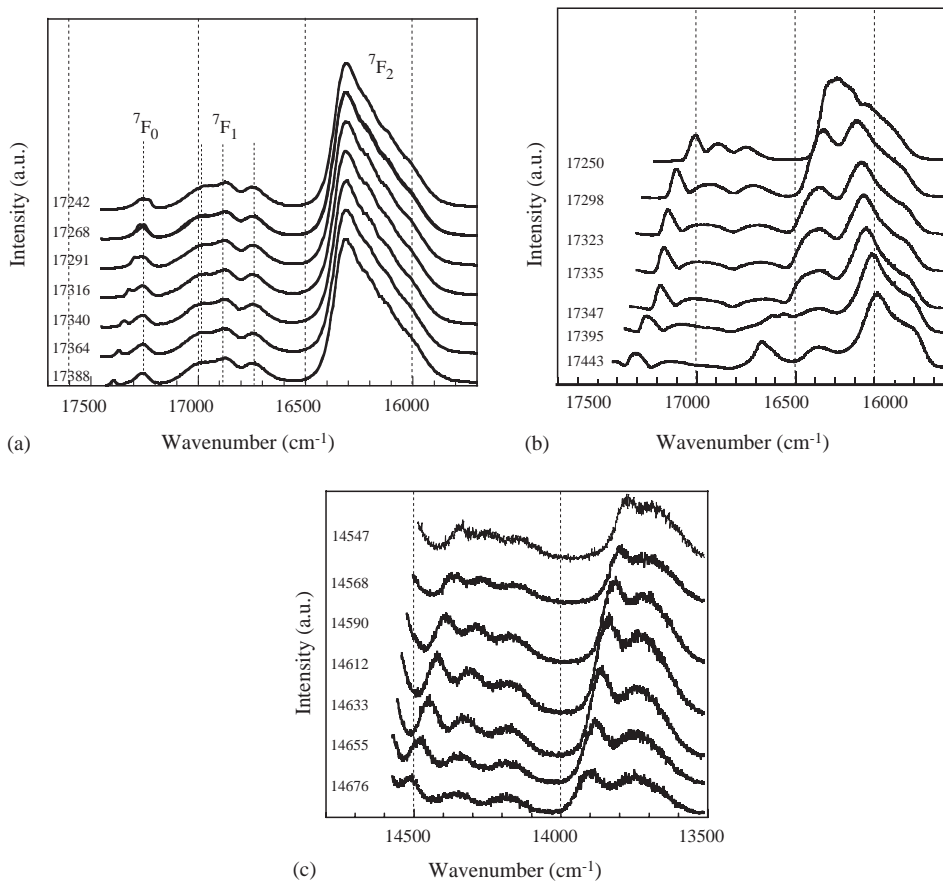 ⁷F₂
⁷F₀
⁷F₁
Intensity (a.u.)
17242
17268
17291
17316
17340
17364
17388
17500
17000
16500
16000
(a)
Wavenumber (cm⁻¹)
Intensity (a.u.)
17250
17298
17323
17335
17347
17395
17443
17500
17000
16500
16000
(b)
Wavenumber (cm⁻¹)
Intensity (a.u.)
14547
14568
14590
14612
14633
14655
14676
14500
14000
13500
(c)
Wavenumber (cm⁻¹)